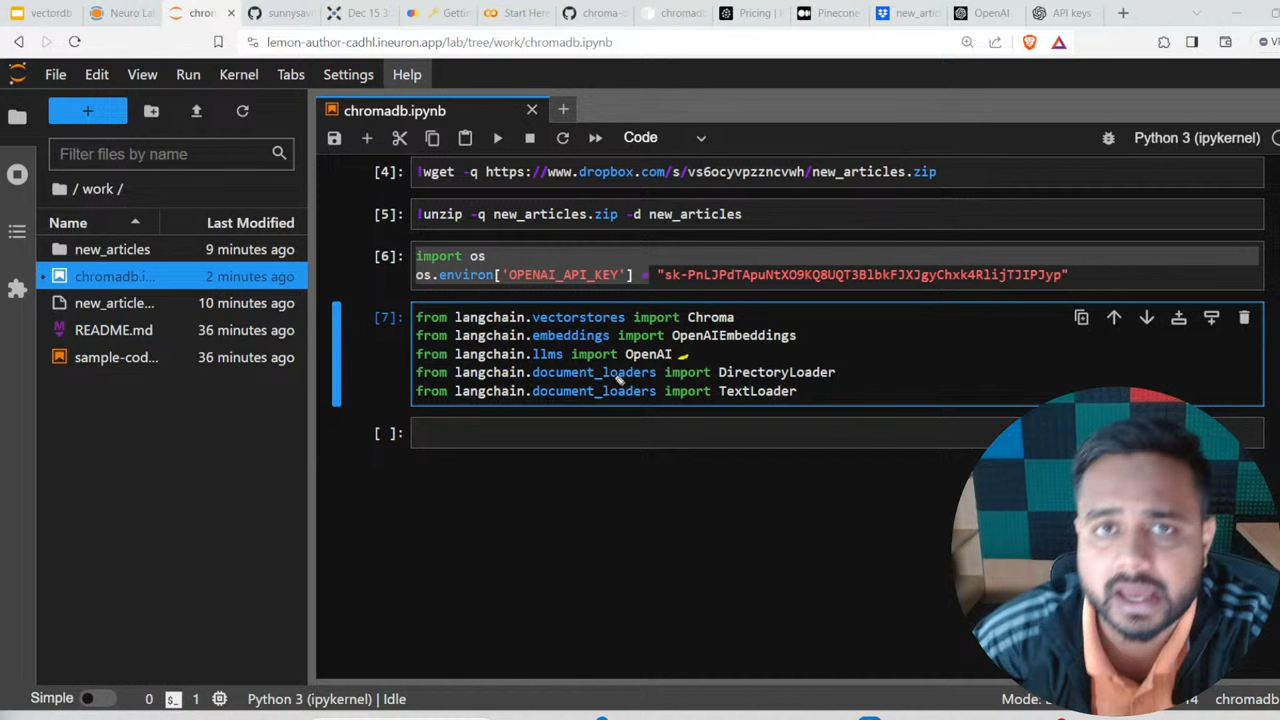 vectordb
Neuro Lab
chrom
sunnysav
Dec 15 3:
Gettin
Start Here
chroma-c
chromadb
Pricing | P
Pinecone
new_artic
OpenAI
API keys
lemon-author-cadhl.ineuron.app/lab/tree/work/chromadb.ipynb
File Edit View Run Kernel Tabs Settings Help
chromadb.ipynb
Code
Python 3 (ipykernel)
Filter files by name
/ work /
Name Last Modified
new_articles 9 minutes ago
chromadb.i... 2 minutes ago
new_article... 10 minutes ago
README.md 36 minutes ago
sample-cod... 36 minutes ago
[4]: !wget -q https://www.dropbox.com/s/vs6ocyvpzzncvwh/new_articles.zip
[5]: !unzip -q new_articles.zip -d new_articles
[6]: import os
os.environ['OPENAI_API_KEY'] = "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"
[7]: from langchain.vectorstores import Chroma
from langchain.embeddings import OpenAIEmbeddings
from langchain.llms import OpenAI
from langchain.document_loaders import DirectoryLoader
from langchain.document_loaders import TextLoader
[ ]:
Simple 0 1 Python 3 (ipykernel) | Idle
Mode: 14 chromadb